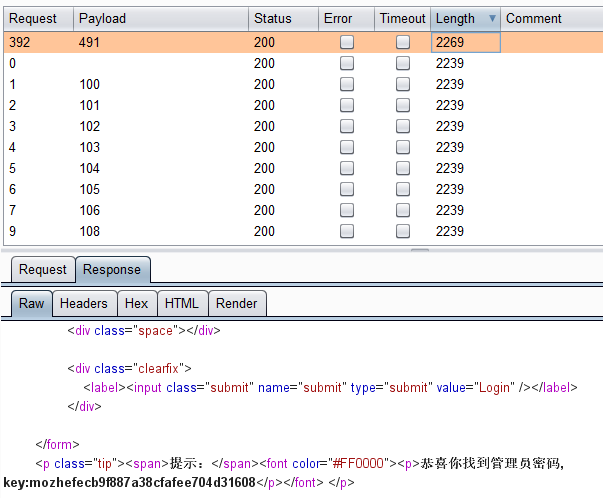 Request Payload Status Error Timeout Length Comment
392 491 200 2269
0 200 2239
1 100 200 2239
2 101 200 2239
3 102 200 2239
4 103 200 2239
5 104 200 2239
6 105 200 2239
7 106 200 2239
9 108 200 2239
Request Response
Raw Headers Hex HTML Render
<div class="space"></div>
<div class="clearfix">
<label><input class="submit" name="submit" type="submit" value="Login" /></label>
</div>
</form>
<p class="tip"><span>提示：</span><font color="#FF0000"><p>恭喜你找到管理员密码,
key:mozhefecb9f887a38cfafee704d31608</p></font> </p>